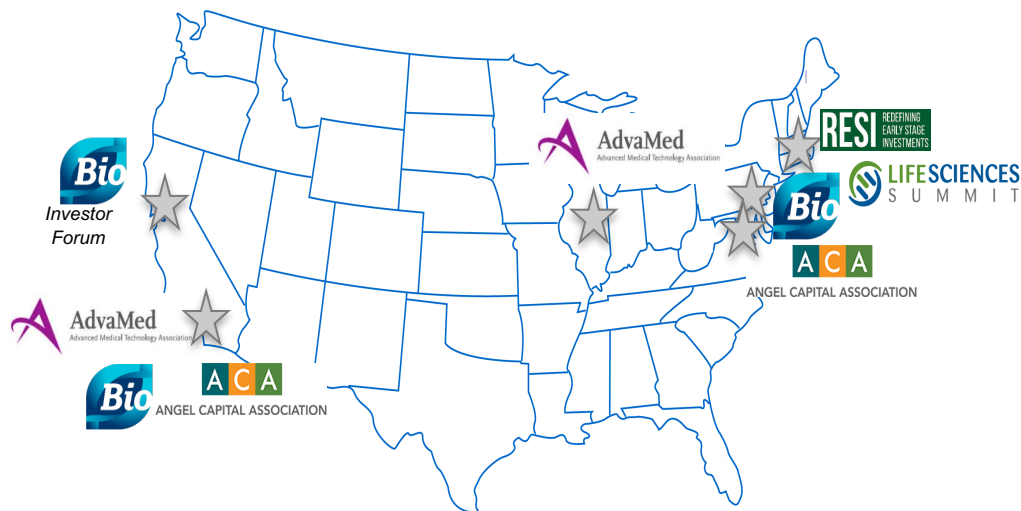 RESI
REDEFINING
EARLY STAGE
INVESTMENTS
AdvaMed
Advanced Medical Technology Association
Bio
LIFESCIENCES
SUMMIT
Bio
Investor
Forum
ACA
ANGEL CAPITAL ASSOCIATION
AdvaMed
Advanced Medical Technology Association
Bio
ACA
ANGEL CAPITAL ASSOCIATION